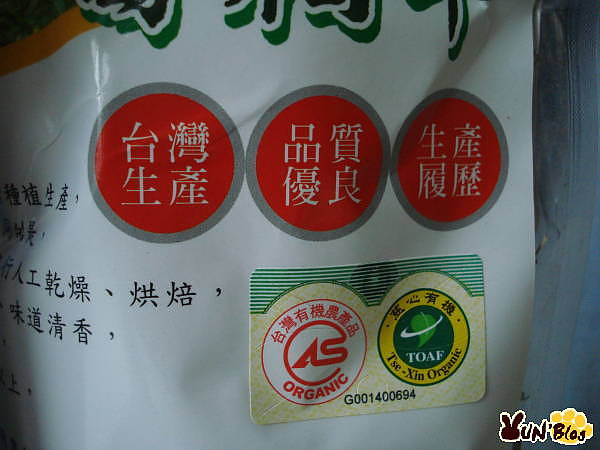 台灣
生產
品質
優良
生產
履歷
種植生產，
行人工乾燥、烘焙，
味道清香，
台灣有機農產品
ORGANIC
慈心有機
TOAF
Tse-Xin Organic
G001400694
YUN's Blog